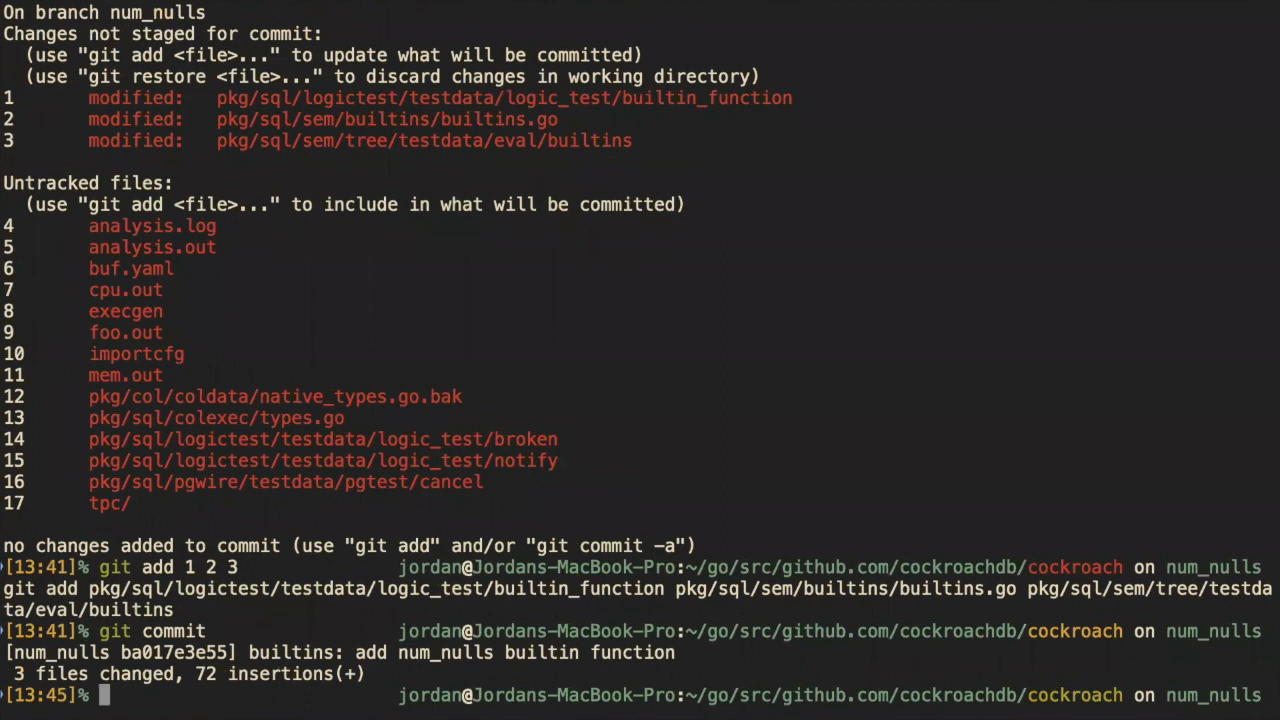 On branch num_nulls
Changes not staged for commit:
  (use "git add <file>..." to update what will be committed)
  (use "git restore <file>..." to discard changes in working directory)
1       modified:   pkg/sql/logictest/testdata/logic_test/builtin_function
2       modified:   pkg/sql/sem/builtins/builtins.go
3       modified:   pkg/sql/sem/tree/testdata/eval/builtins

Untracked files:
  (use "git add <file>..." to include in what will be committed)
4       analysis.log
5       analysis.out
6       buf.yaml
7       cpu.out
8       execgen
9       foo.out
10      importcfg
11      mem.out
12      pkg/col/coldata/native_types.go.bak
13      pkg/sql/colexec/types.go
14      pkg/sql/logictest/testdata/logic_test/broken
15      pkg/sql/logictest/testdata/logic_test/notify
16      pkg/sql/pgwire/testdata/pgtest/cancel
17      tpc/

no changes added to commit (use "git add" and/or "git commit -a")
[13:41]% git add 1 2 3               jordan@Jordans-MacBook-Pro:~/go/src/github.com/cockroachdb/cockroach on num_nulls
git add pkg/sql/logictest/testdata/logic_test/builtin_function pkg/sql/sem/builtins/builtins.go pkg/sql/sem/tree/testda
ta/eval/builtins
[13:41]% git commit                  jordan@Jordans-MacBook-Pro:~/go/src/github.com/cockroachdb/cockroach on num_nulls
[num_nulls ba017e3e55] builtins: add num_nulls builtin function
 3 files changed, 72 insertions(+)
[13:45]%                             jordan@Jordans-MacBook-Pro:~/go/src/github.com/cockroachdb/cockroach on num_nulls